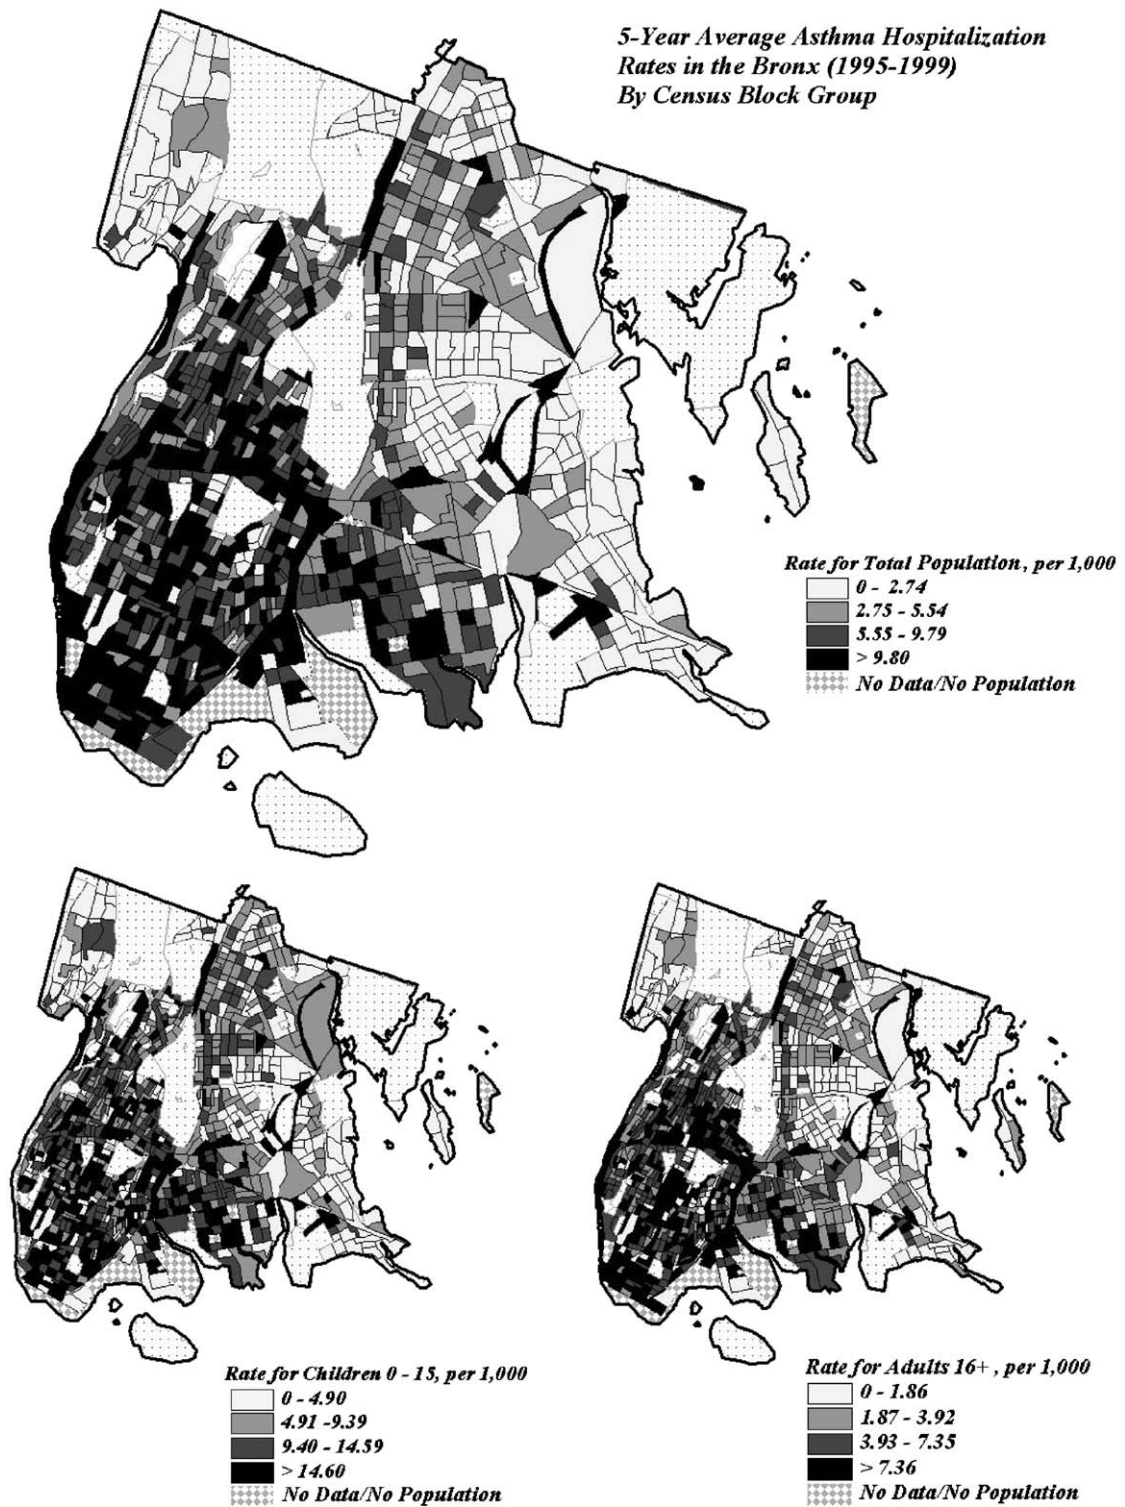 5-Year Average Asthma Hospitalization
Rates in the Bronx (1995-1999)
By Census Block Group
Rate for Total Population, per 1,000
0 - 2.74
2.75 - 5.54
5.55 - 9.79
> 9.80
No Data/No Population
Rate for Children 0 - 15, per 1,000
0 - 4.90
4.91 -9.39
9.40 - 14.59
> 14.60
No Data/No Population
Rate for Adults 16+ , per 1,000
0 - 1.86
1.87 - 3.92
3.93 - 7.35
> 7.36
No Data/No Population